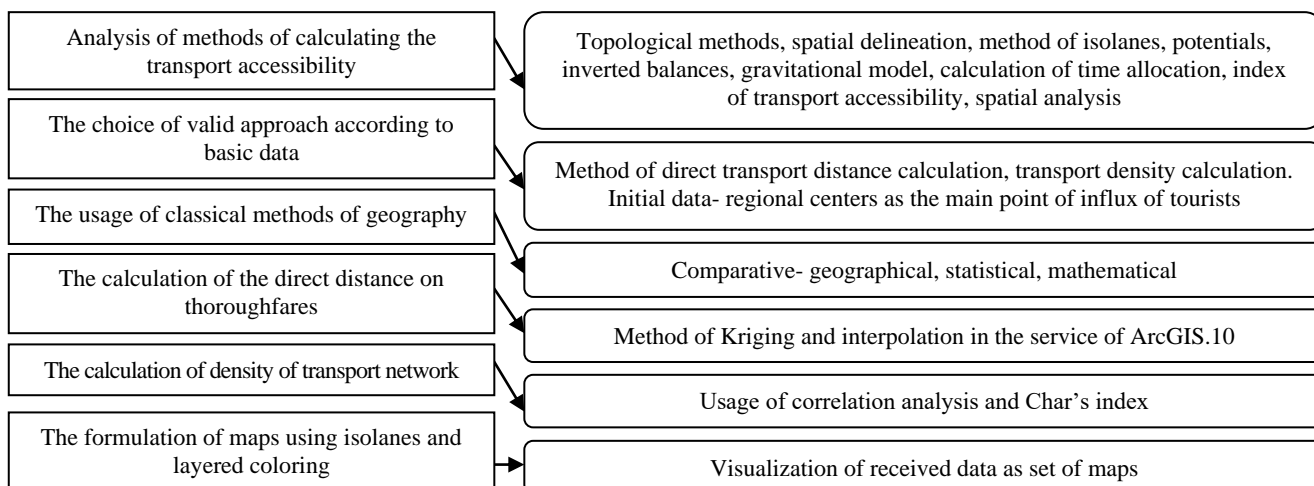 Analysis of methods of calculating the
transport accessibility
Topological methods, spatial delineation, method of isolanes, potentials,
inverted balances, gravitational model, calculation of time allocation, index
of transport accessibility, spatial analysis
The choice of valid approach according to
basic data
Method of direct transport distance calculation, transport density calculation.
Initial data- regional centers as the main point of influx of tourists
The usage of classical methods of geography
Comparative- geographical, statistical, mathematical
The calculation of the direct distance on
thoroughfares
Method of Kriging and interpolation in the service of ArcGIS.10
The calculation of density of transport network
Usage of correlation analysis and Char’s index
The formulation of maps using isolanes and
layered coloring
Visualization of received data as set of maps